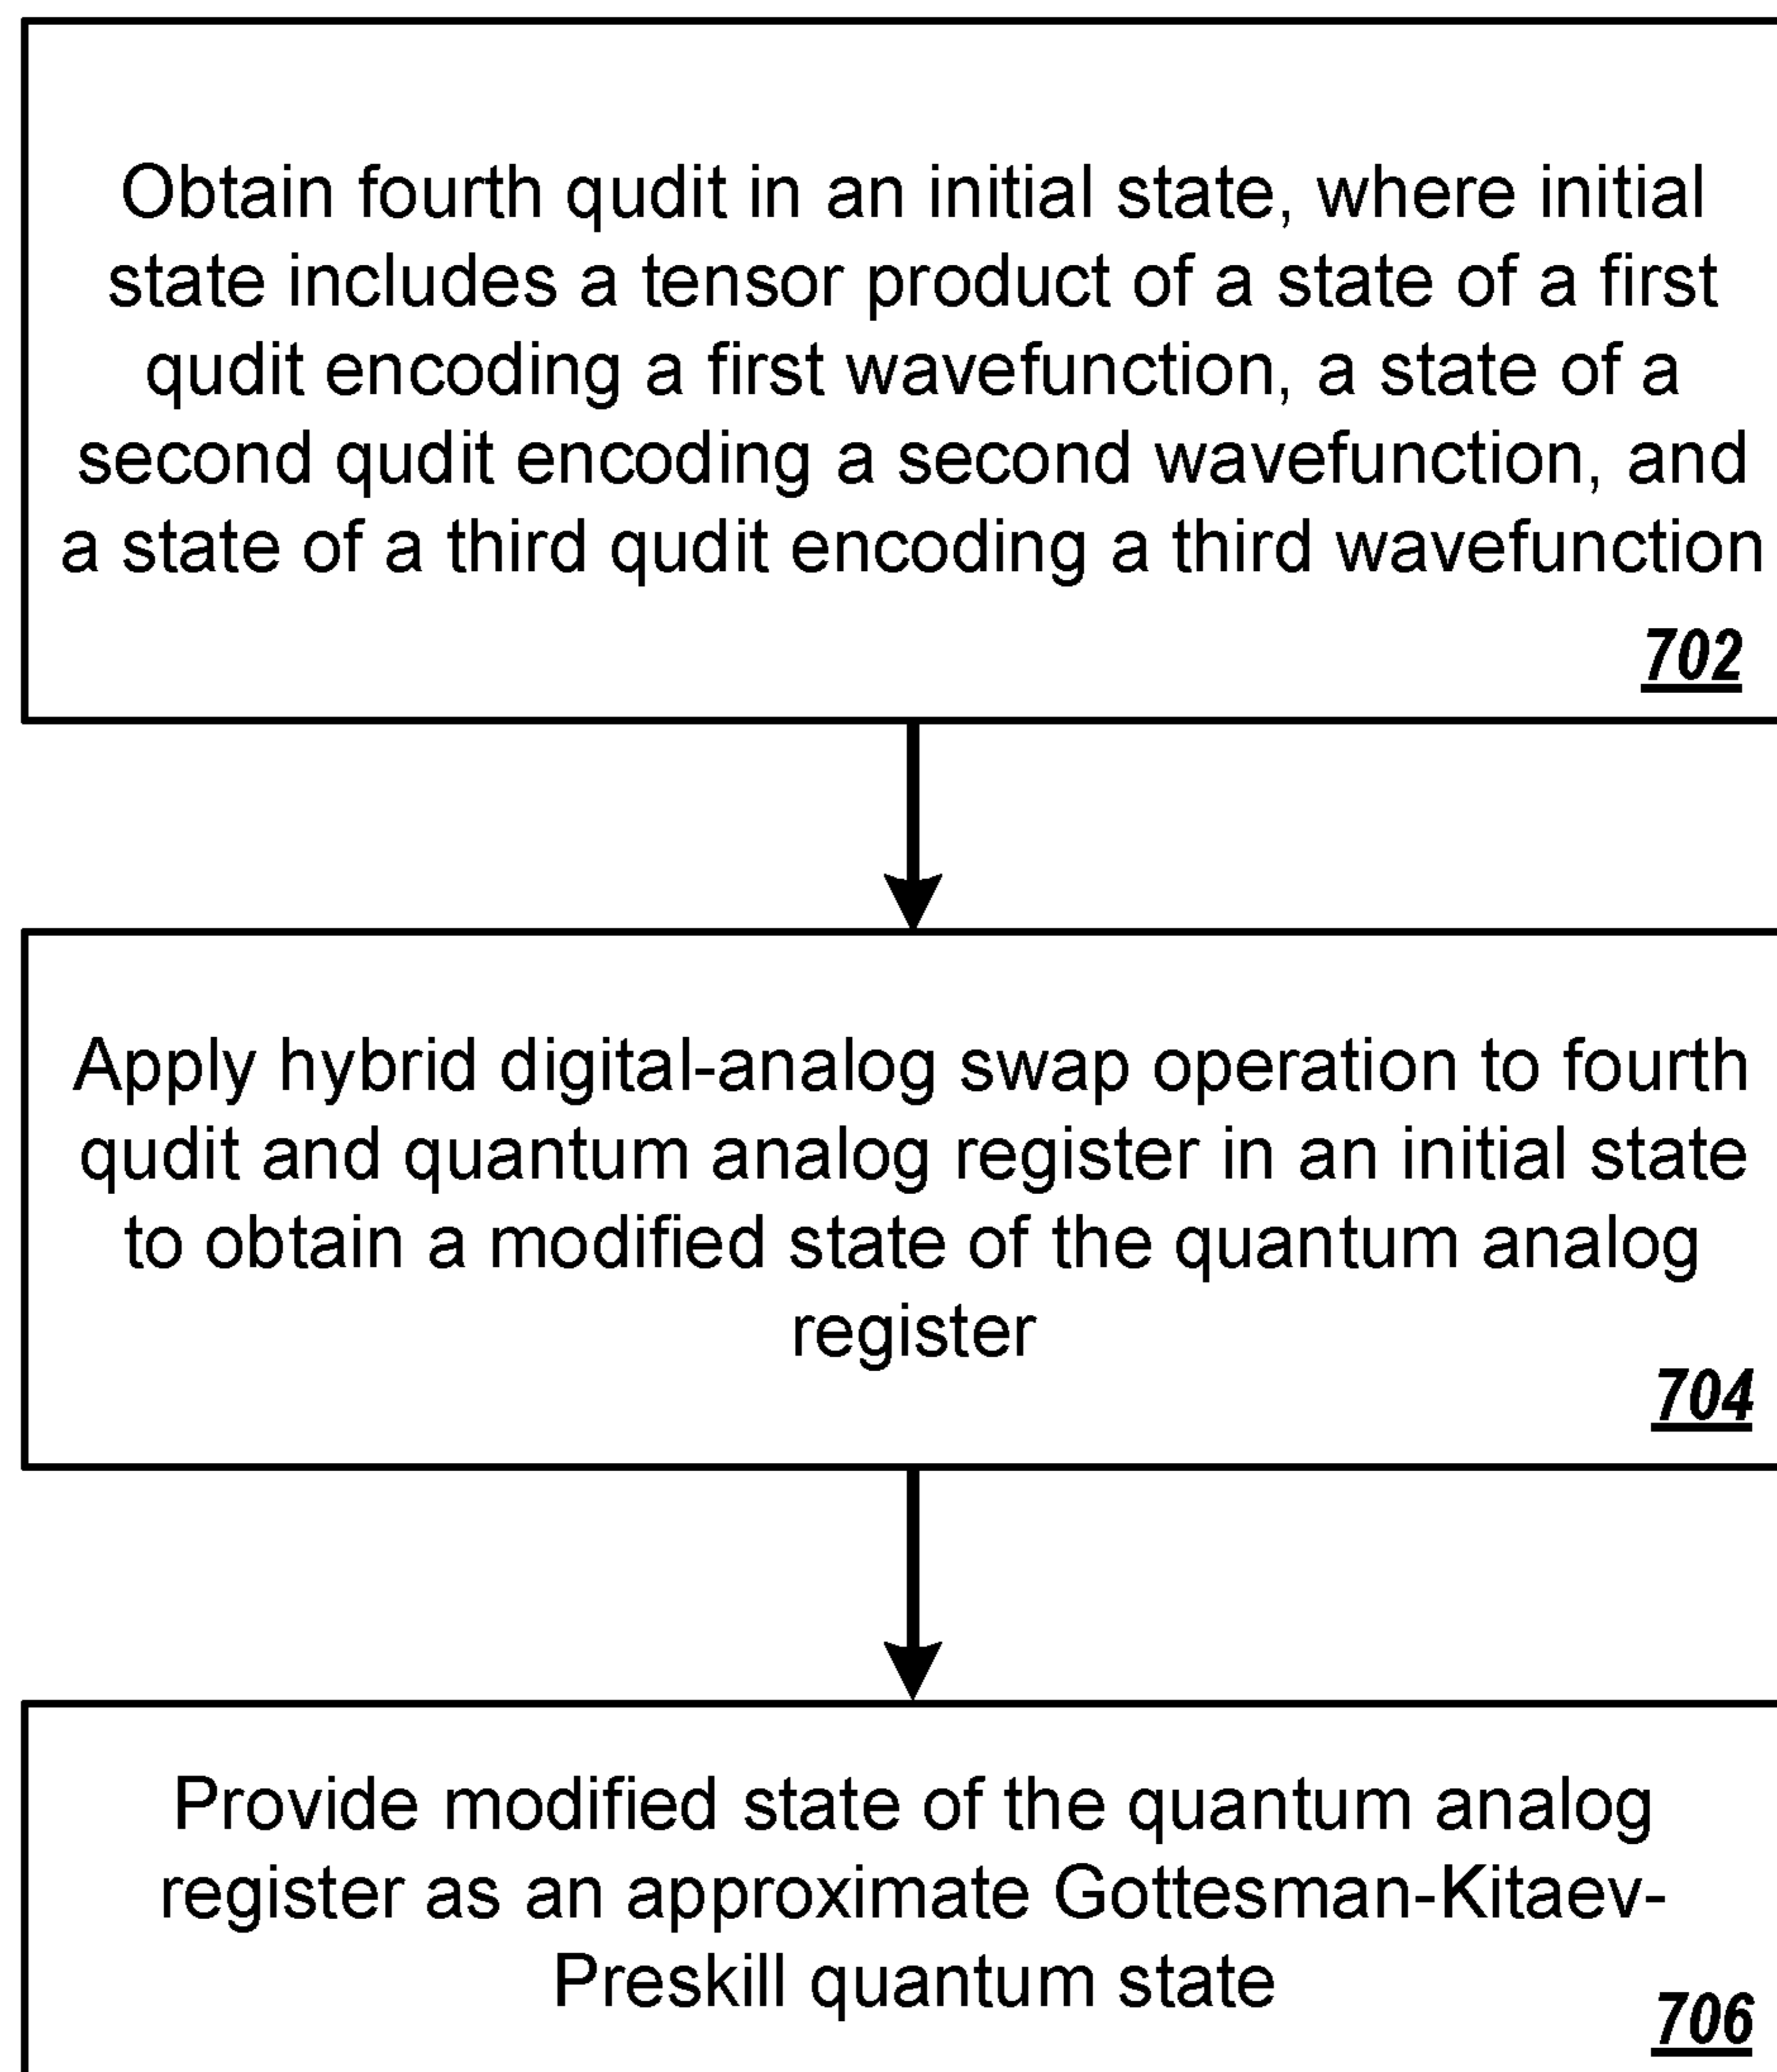 Obtain fourth qudit in an initial state, where initial
state includes a tensor product of a state of a first
qudit encoding a first wavefunction, a state of a
second qudit encoding a second wavefunction, and
a state of a third qudit encoding a third wavefunction
702
Apply hybrid digital-analog swap operation to fourth
qudit and quantum analog register in an initial state
to obtain a modified state of the quantum analog
register
704
Provide modified state of the quantum analog
register as an approximate Gottesman-Kitaev-
Preskill quantum state
706